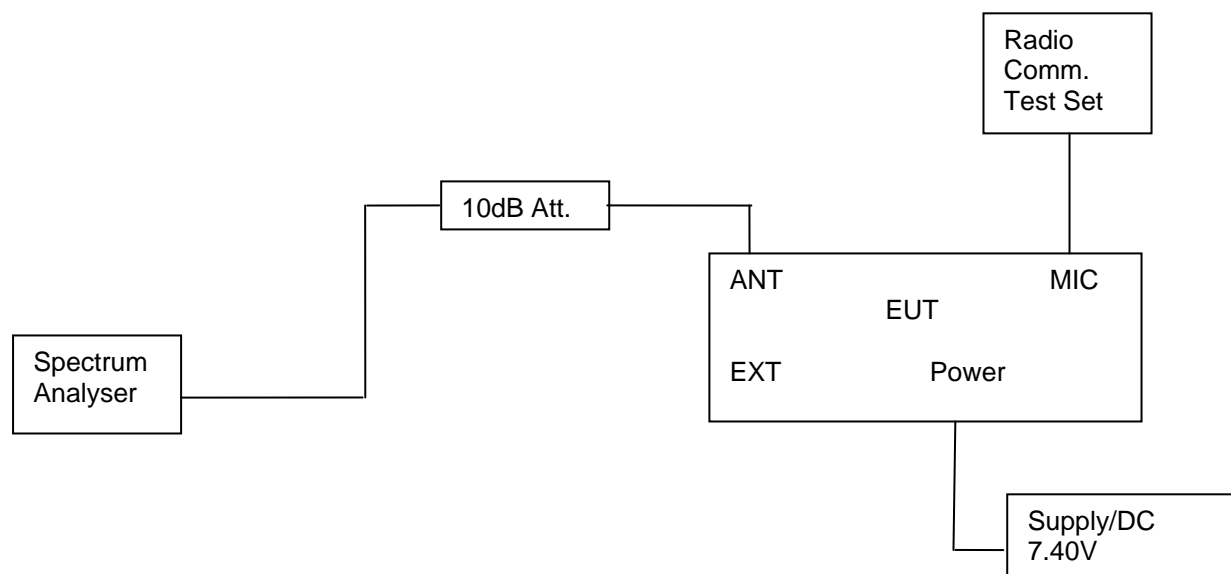 Radio
Comm.
Test Set
10dB Att.
ANT
MIC
EUT
Spectrum
Analyser
EXT
Power
Supply/DC
7.40V